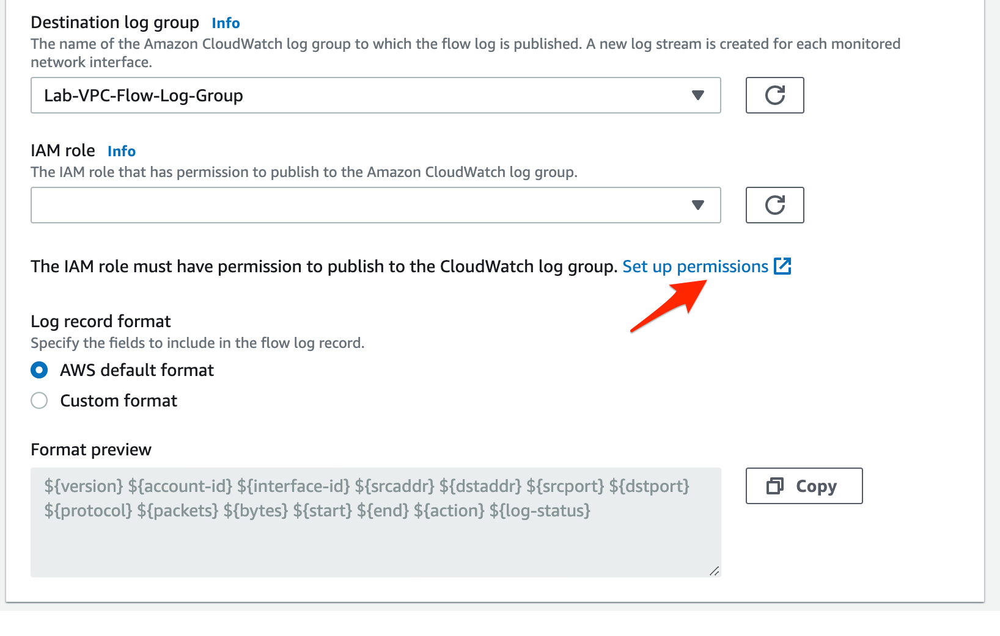 Destination log group Info
The name of the Amazon CloudWatch log group to which the flow log is published. A new log stream is created for each monitored
network interface.
Lab-VPC-Flow-Log-Group
IAM role Info
The IAM role that has permission to publish to the Amazon CloudWatch log group.
The IAM role must have permission to publish to the CloudWatch log group. Set up permissions
Log record format
Specify the fields to include in the flow log record.
AWS default format
Custom format
Format preview
${version} ${account-id} ${interface-id} ${srcaddr} ${dstaddr} ${srcport} ${dstport}
${protocol} ${packets} ${bytes} ${start} ${end} ${action} ${log-status}
Copy